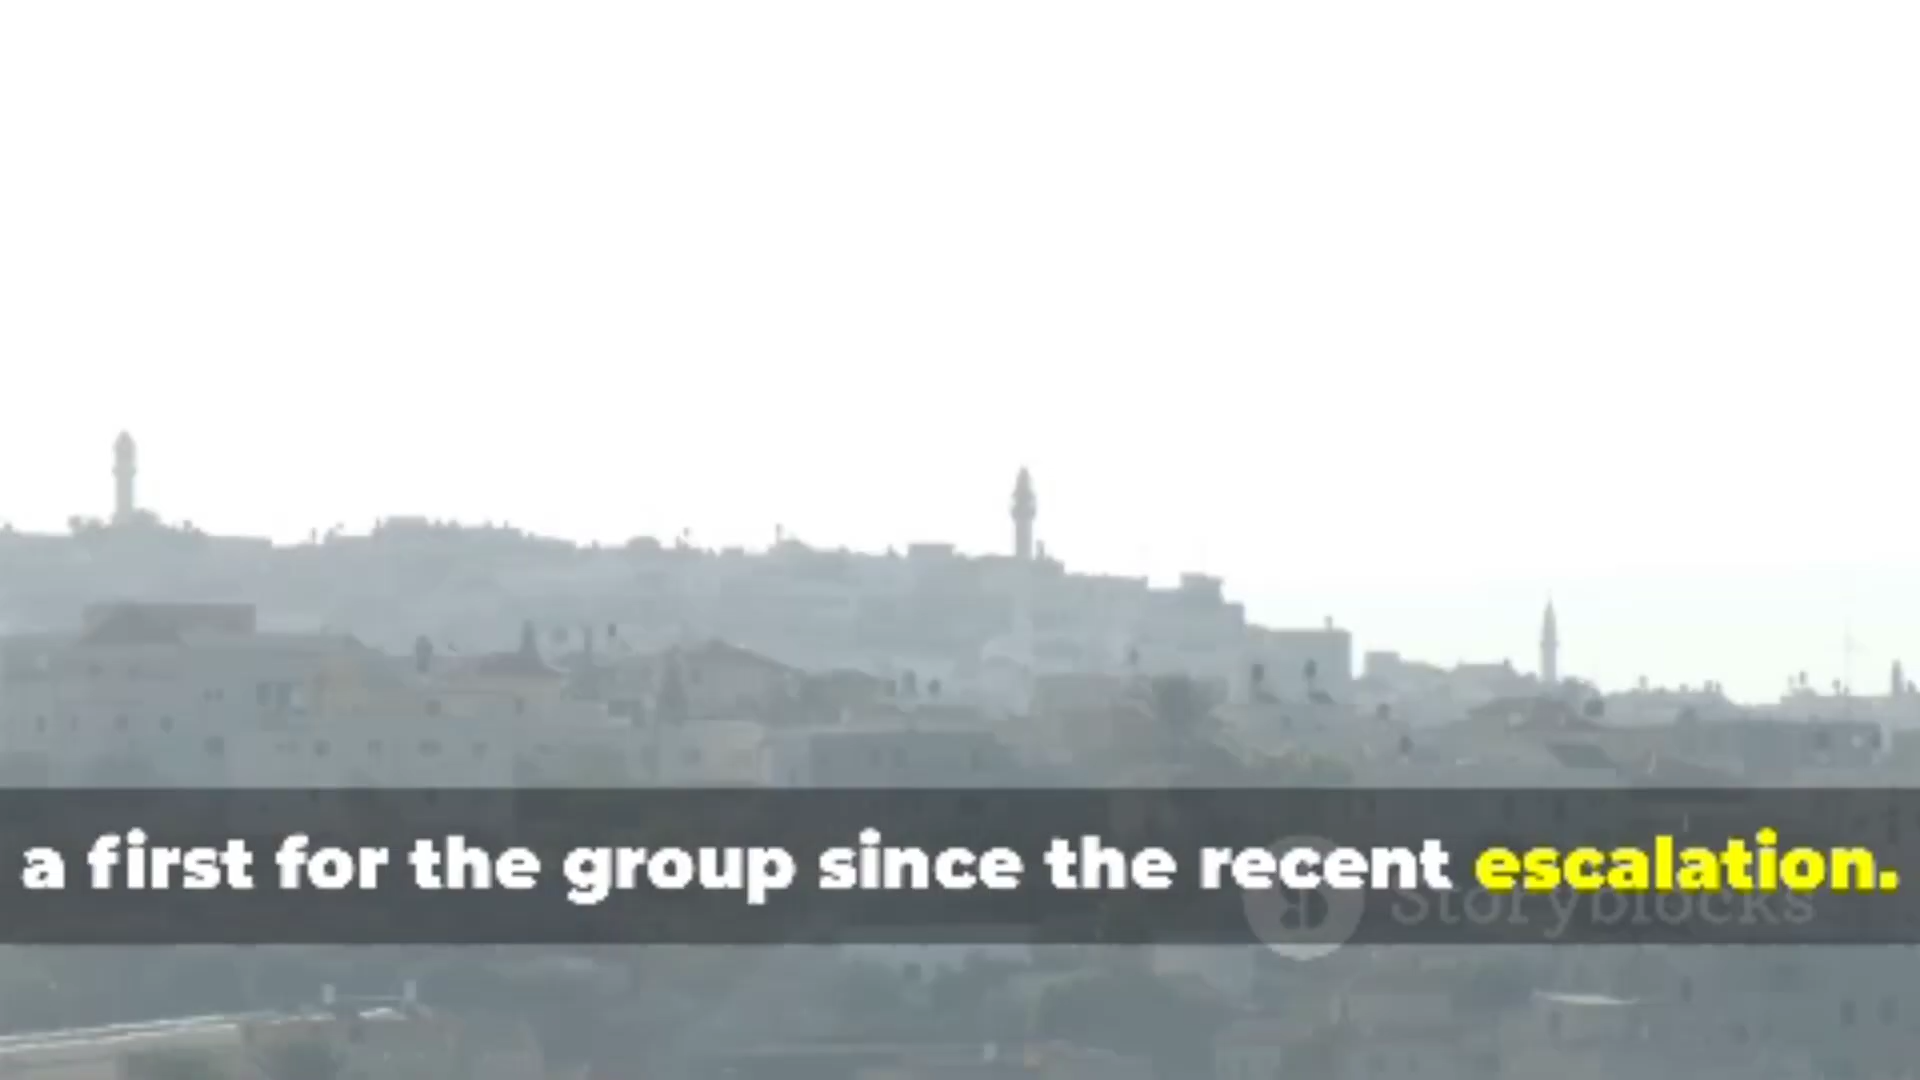 a first for the group since the recent escalation.
Storyblocks